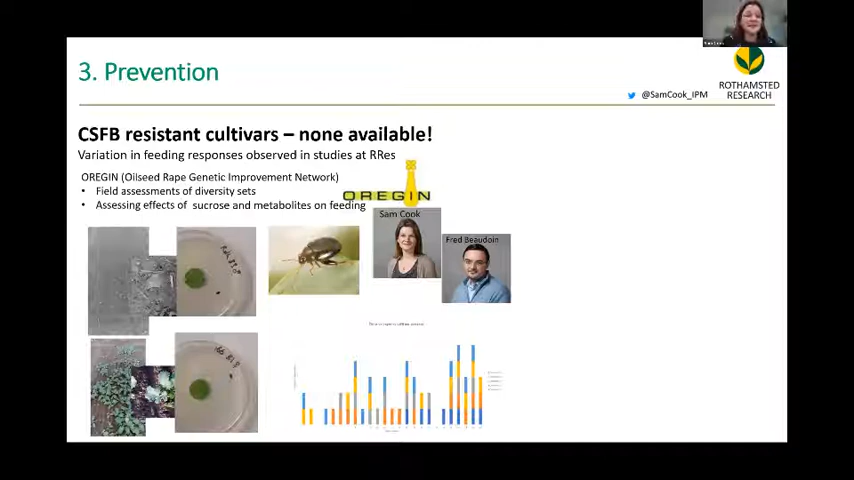 3. Prevention
@SamCook_IPM
ROTHAMSTED
RESEARCH
CSFB resistant cultivars – none available!
Variation in feeding responses observed in studies at RRes
OREGIN (Oilseed Rape Genetic Improvement Network)
• Field assessments of diversity sets
• Assessing effects of sucrose and metabolites on feeding
OREGIN
Sam Cook
Fred Beaudoin